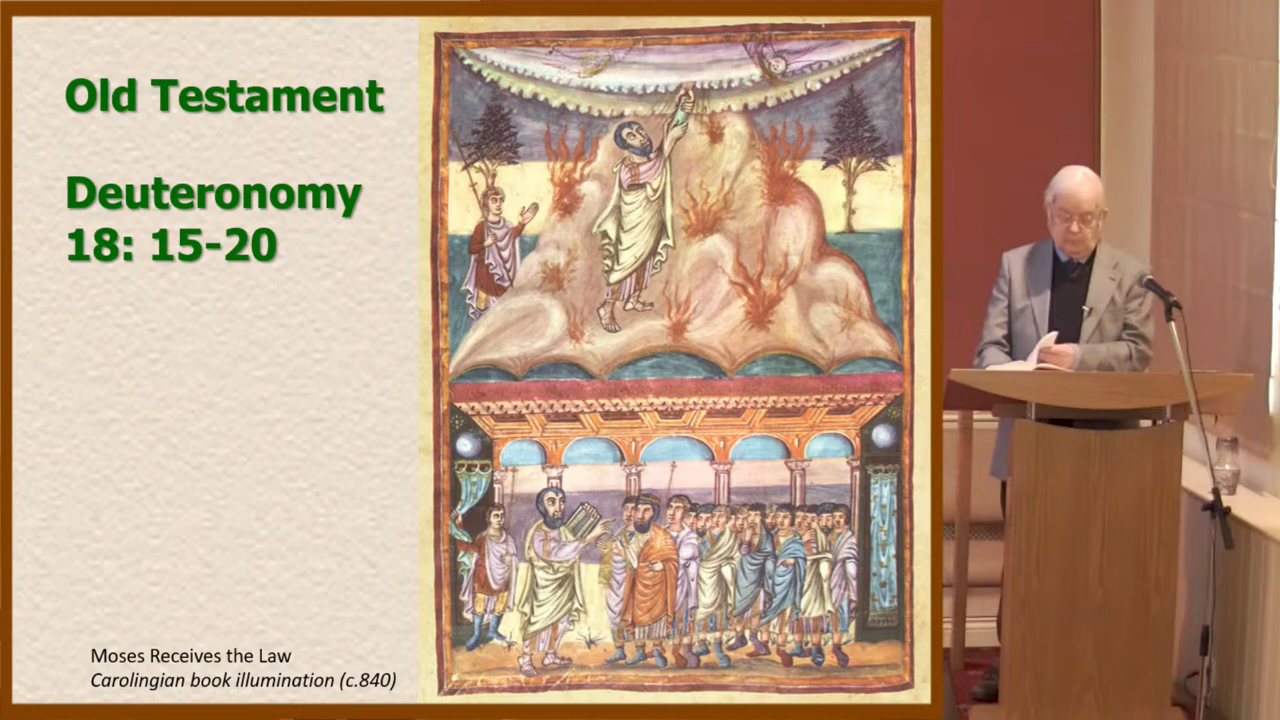 Old Testament
Deuteronomy
18: 15-20
Moses Receives the Law
Carolingian book illumination (c.840)